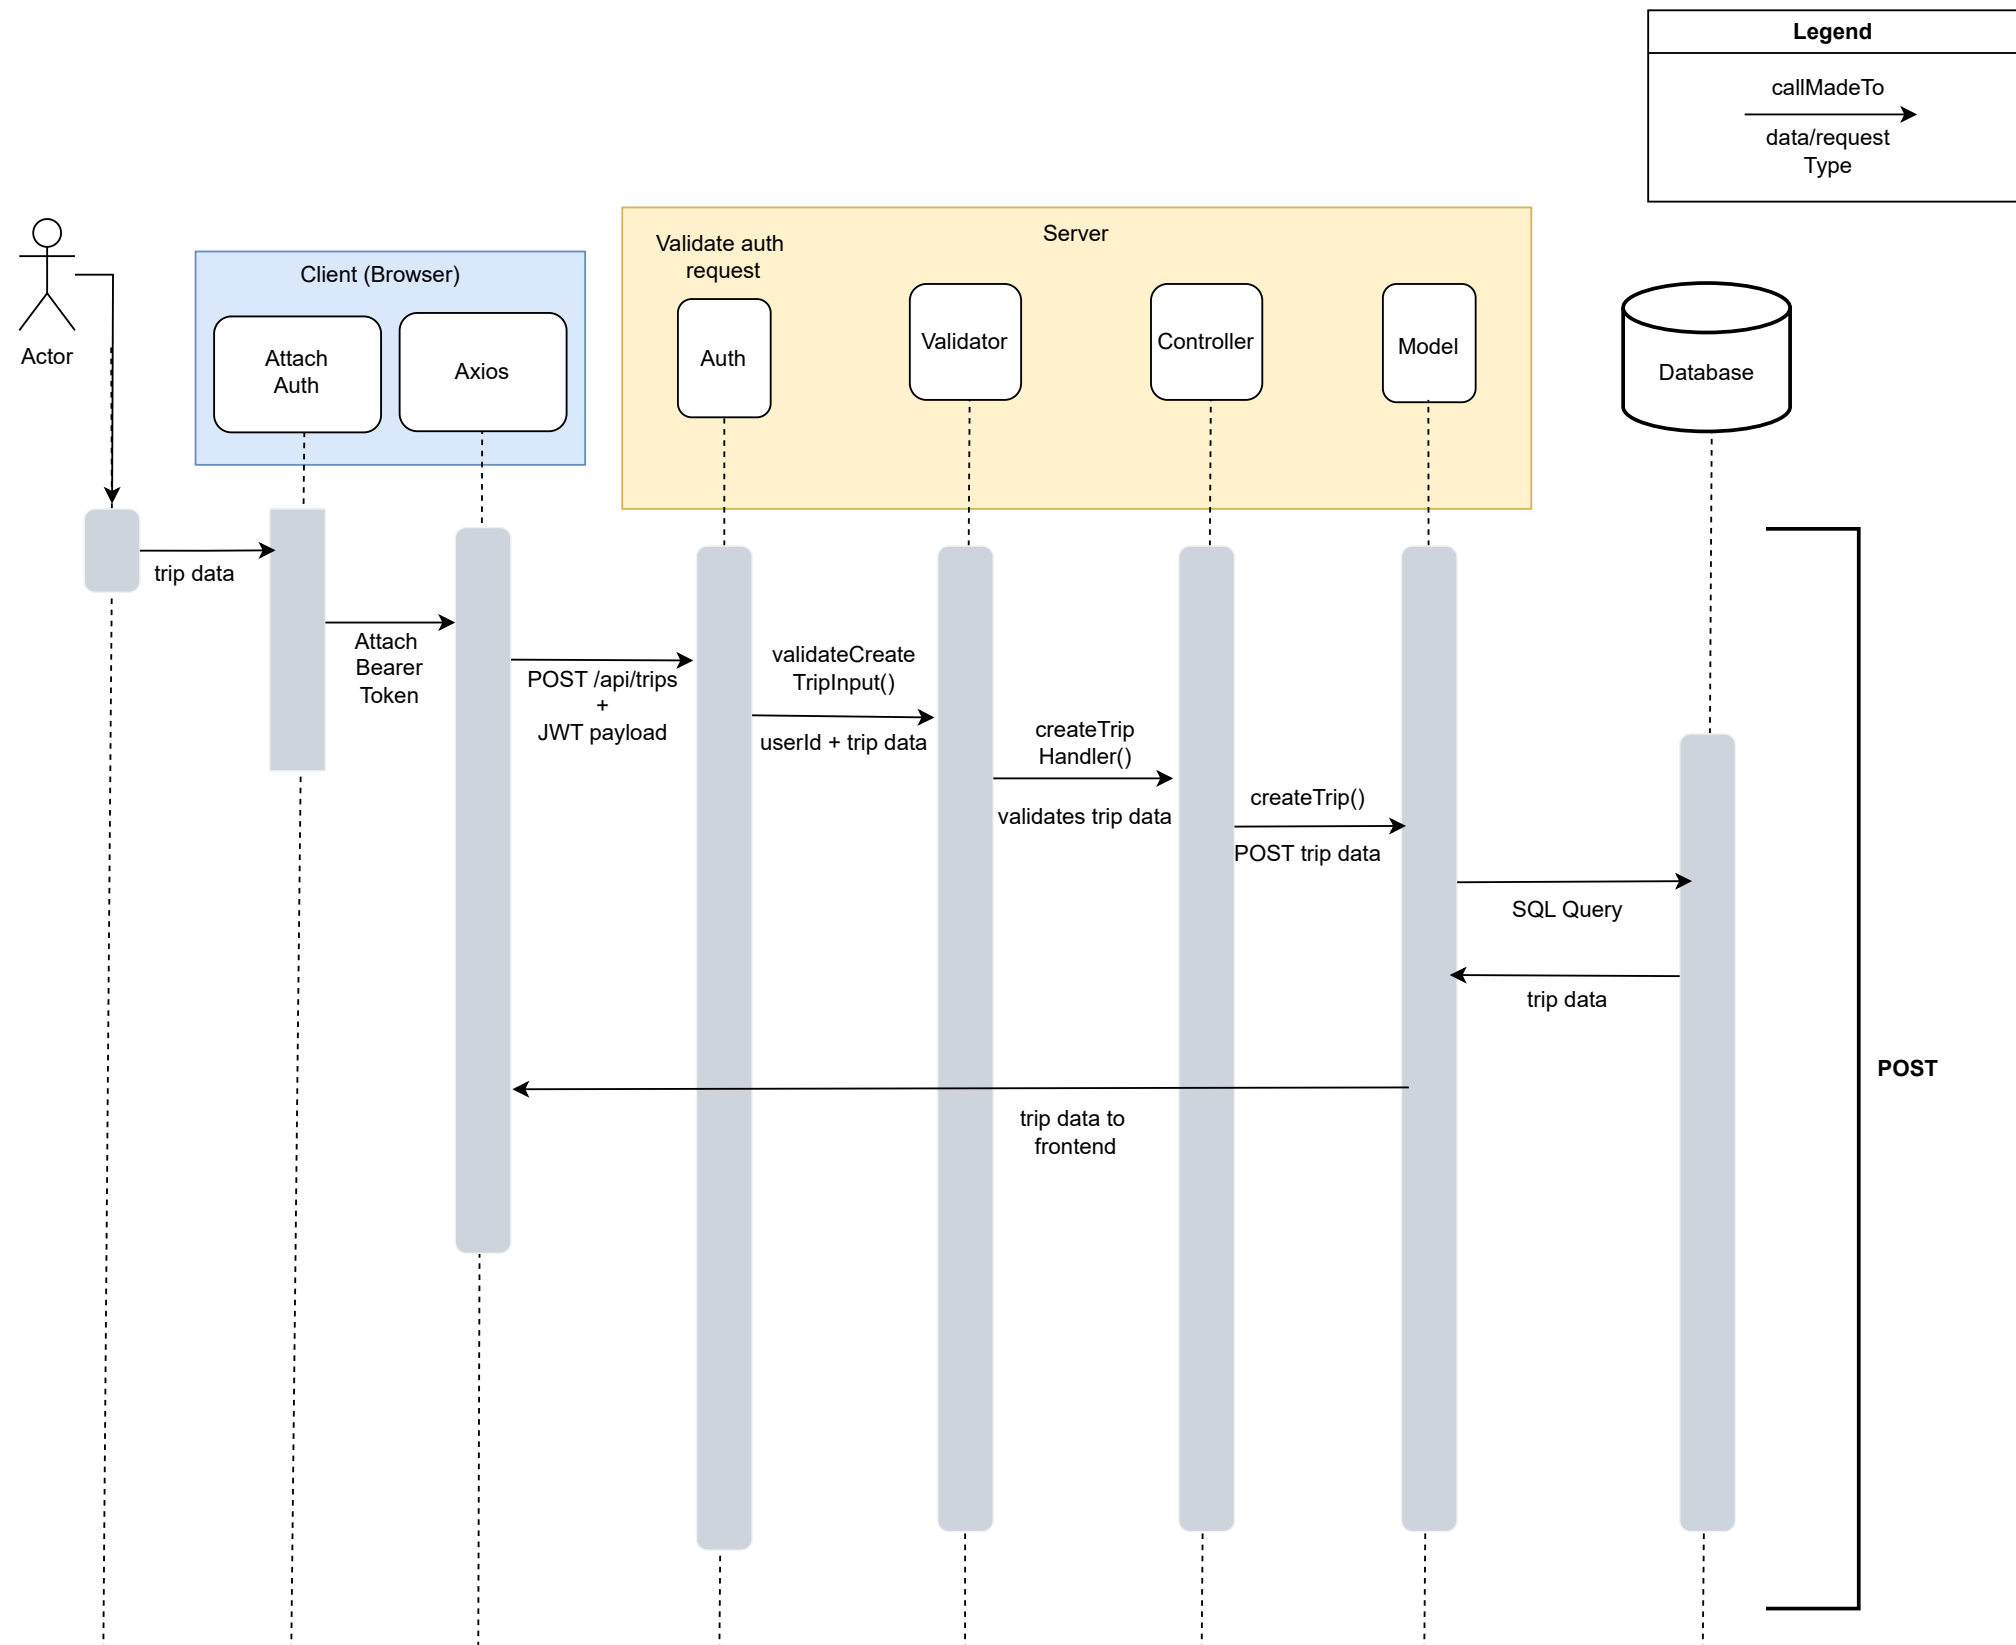 Legend
callMadeTo
data/request
Type
Actor
Client (Browser)
Attach
Auth
Axios
Server
Validate auth
request
Auth
Validator
Controller
Model
Database
trip data
Attach
Bearer
Token
POST /api/trips
+
JWT payload
validateCreate
TripInput()
userId + trip data
createTrip
Handler()
validates trip data
createTrip()
POST trip data
SQL Query
trip data
trip data to
frontend
POST